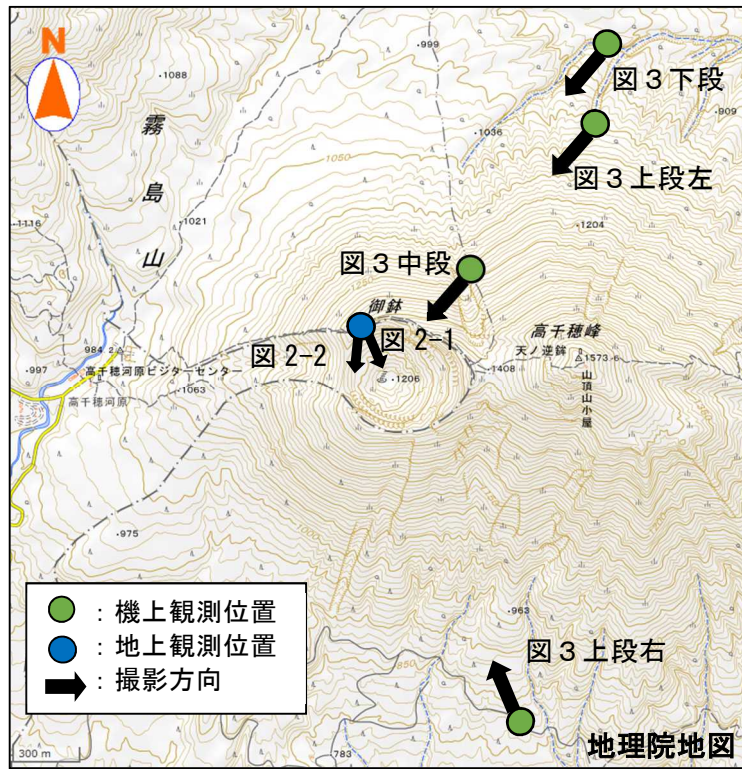 N
・999
図３下段
・1088
・909
・1036
霧島山
図３上段左
1050
・1116
・1021
・1204
図３中段
1250
御鉢
高千穂峰
984.2
図 2-2
図 2-1
天ノ逆鉾
1573.6
・997
高千穂河原ビジターセンター
・1206
1408
山頂山小屋
高千穂河原
・1063
・975
1000
・963
：機上観測位置
図３上段右
：地上観測位置
850
：撮影方向
地理院地図
300 m
・783